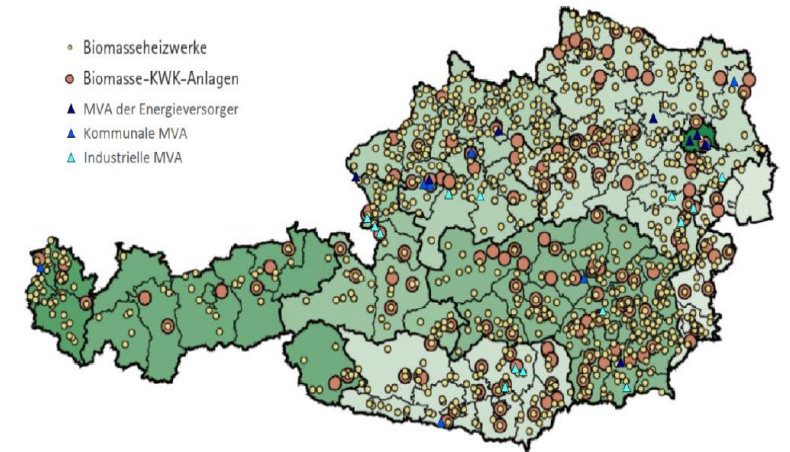 Biomasseheizwerke
Biomasse-KWK-Anlagen
MVA der Energieversorger
Kommunale MVA
Industrielle MVA